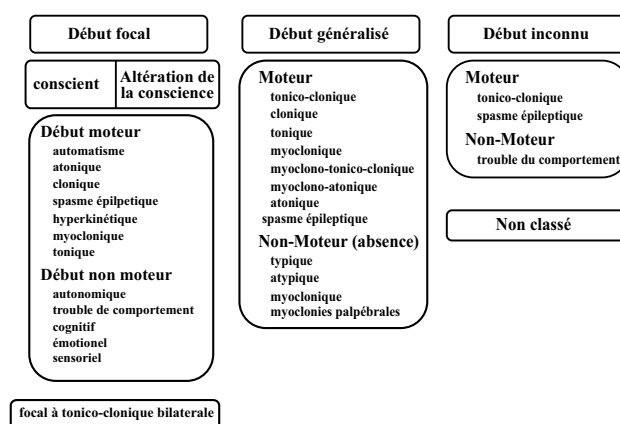 Début focal
conscient
Altération de
la conscience
Début moteur
automatisme
atonique
clonique
spasme épilpetique
hyperkinétique
myoclonique
tonique
Début non moteur
autonomique
trouble de comportement
cognitif
émotionel
sensoriel
focal à tonico-clonique bilaterale
Début généralisé
Moteur
tonico-clonique
clonique
tonique
myoclonique
myoclono-tonico-clonique
myoclono-atonique
atonique
spasme épileptique
Non-Moteur (absence)
typique
atypique
myoclonique
myoclonies palpébrales
Début inconnu
Moteur
tonico-clonique
spasme épileptique
Non-Moteur
trouble du comportement
Non classé